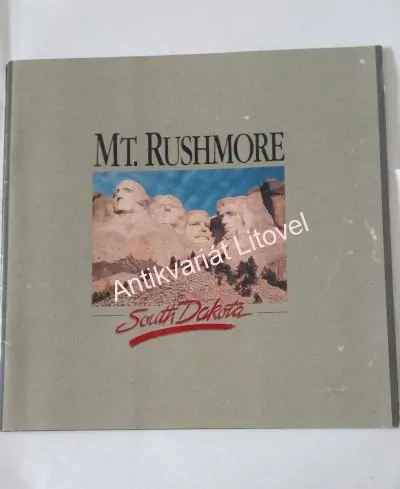 MT. RUSHMORE
Antikvariát Litovel
South Dakota